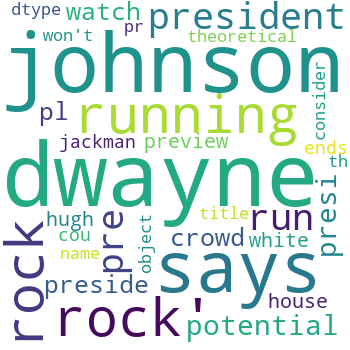 dtype watch pr president
won't theoretical
johnson
pl running consider
jackman preview ends
th
dwayne
hugh title run presi
rock pre cou name object crowd white
says
preside house
rock' potential